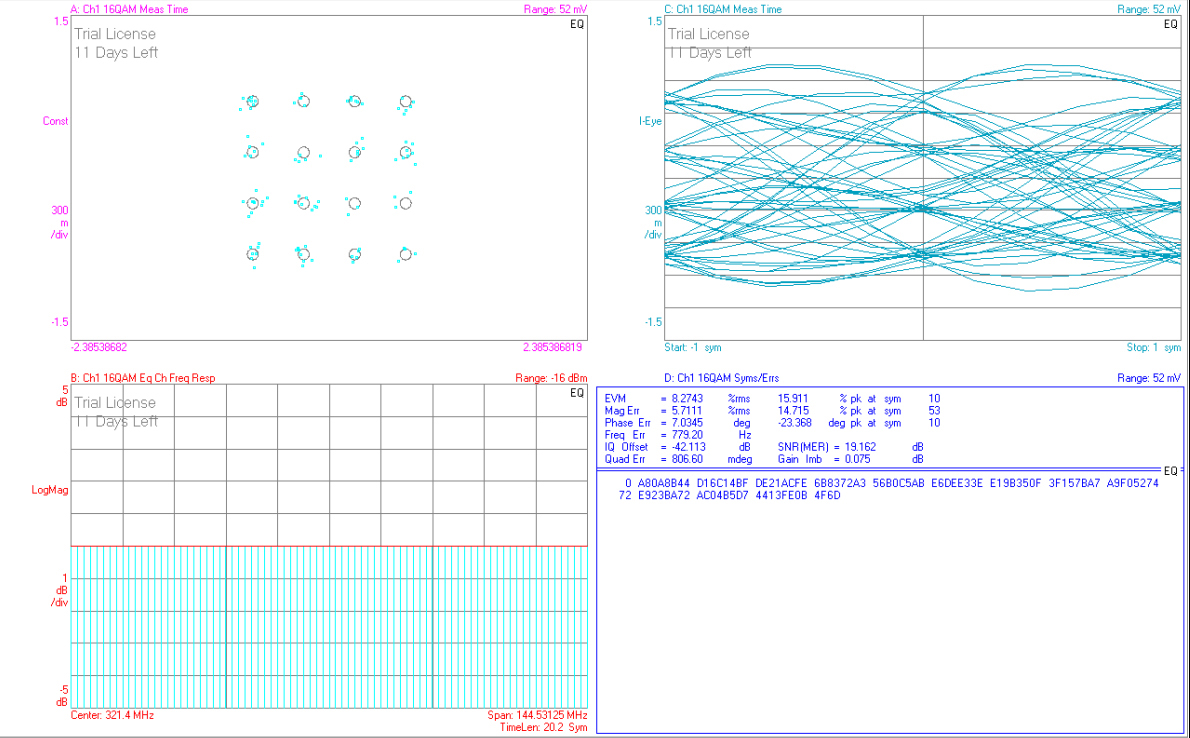 A: Ch1 16QAM Meas Time Range: 52 mV
1.5
EQ
Trial License
11 Days Left
Const
300
m
/div
-1.5
-2.38538682 2.385386819
C: Ch1 16QAM Meas Time Range: 52 mV
1.5
EQ
Trial License
11 Days Left
I-Eye
300
m
/div
-1.5
Start: -1 sym Stop: 1 sym
B: Ch1 16QAM Eq Ch Freq Resp Range: -16 dBm
5
dB
EQ
Trial License
11 Days Left
LogMag
1
dB
/div
-5
dB
Center: 321.4 MHz Span: 144.53125 MHz
TimeLen: 20.2 Sym
D: Ch1 16QAM Syms/Errs Range: 52 mV
EVM = 8.2743 %rms 15.911 % pk at sym 10
Mag Err = 5.7111 %rms 14.715 % pk at sym 53
Phase Err = 7.0345 deg -23.368 deg pk at sym 10
Freq Err = 779.20 Hz
IQ Offset = -42.113 dB SNR(MER) = 19.162 dB
Quad Err = 806.60 mdeg Gain Imb = 0.075 dB
EQ
0 A80A8B44 D16C14BF DE21ACFE 6B8372A3 56B0C5AB E6DEE33E E19B350F 3F157BA7 A9F05274
72 E923BA72 AC04B5D7 4413FE0B 4F6D